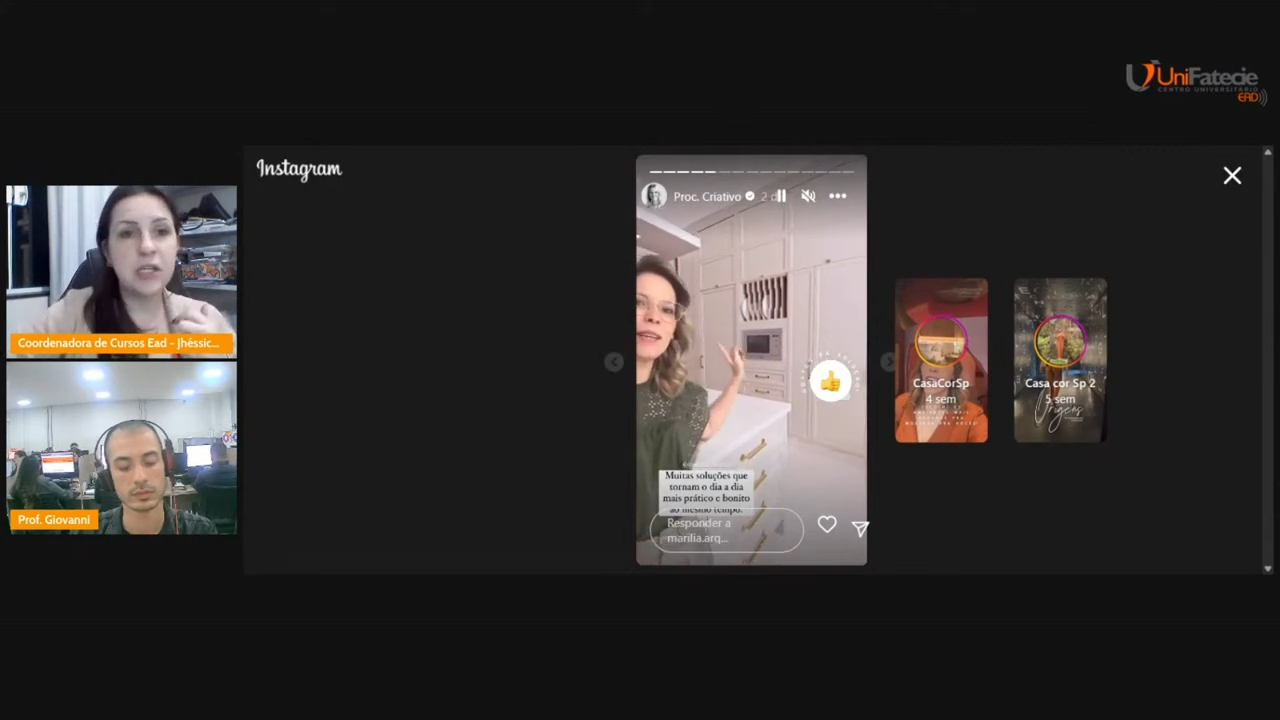 UniFatecie
CENTRO UNIVERSITÁRIO
EAD
Instagram
Proc. Criativo
2 d
Coordenadora de Cursos Ead - Jhéssic...
Prof. Giovanni
Muitas soluções que
tornam o dia a dia
mais prático e bonito
ao mesmo tempo.
Responder a
marilia.arq...
CasaCorSp
4 sem
Casa cor Sp 2
5 sem
Origens